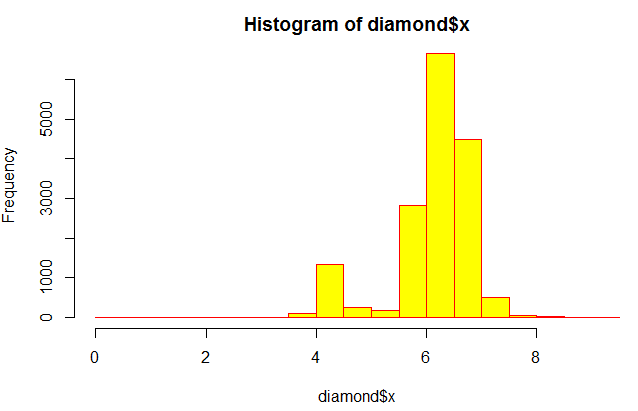 Histogram of diamond$x
Frequency
5000
3000
1000
0
0 2 4 6 8
diamond$x